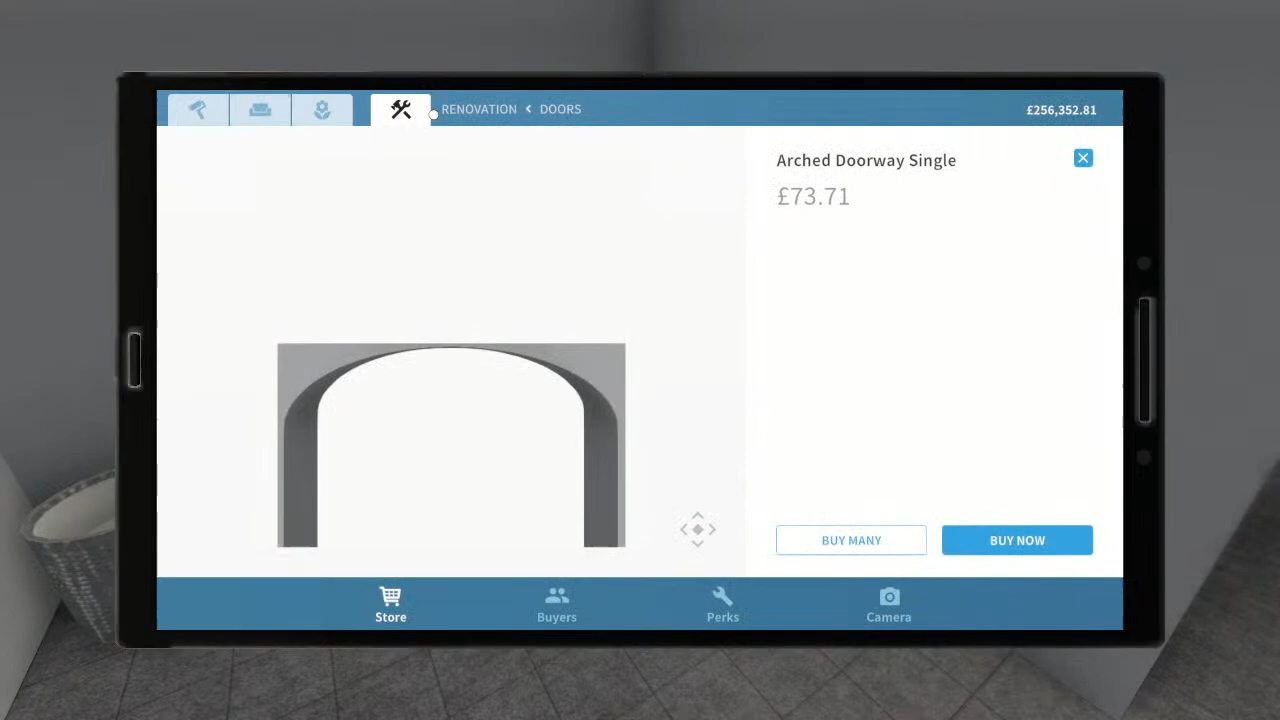 RENOVATION < DOORS
£256,352.81
Arched Doorway Single
£73.71
BUY MANY
BUY NOW
Store
Buyers
Perks
Camera